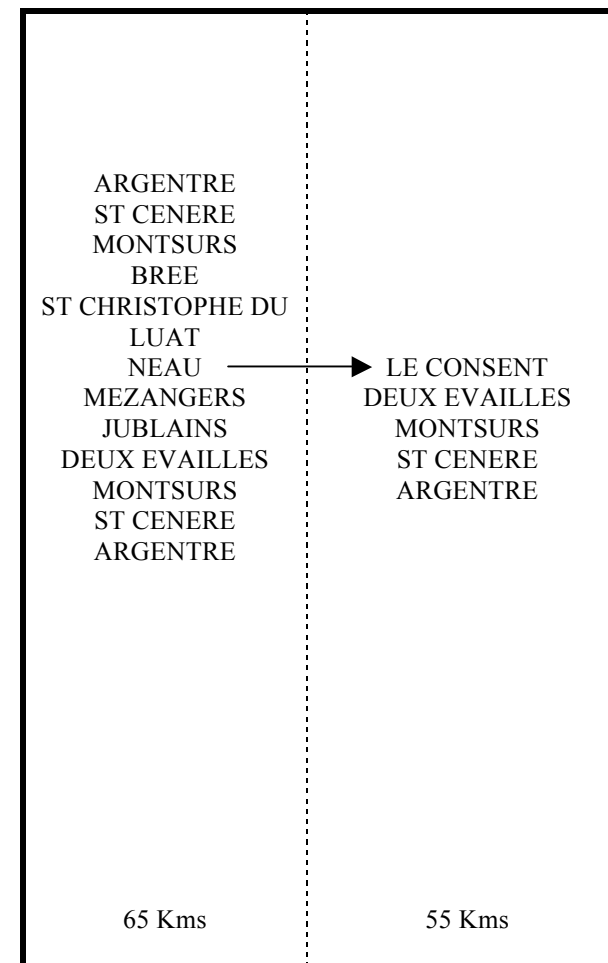 ARGENTRE
ST CENERE
MONTSURS
BREE
ST CHRISTOPHE DU
LUAT
NEAU
MEZANGERS
JUBLAINS
DEUX EVAILLES
MONTSURS
ST CENERE
ARGENTRE
65 Kms
LE CONSENT
DEUX EVAILLES
MONTSURS
ST CENERE
ARGENTRE
55 Kms